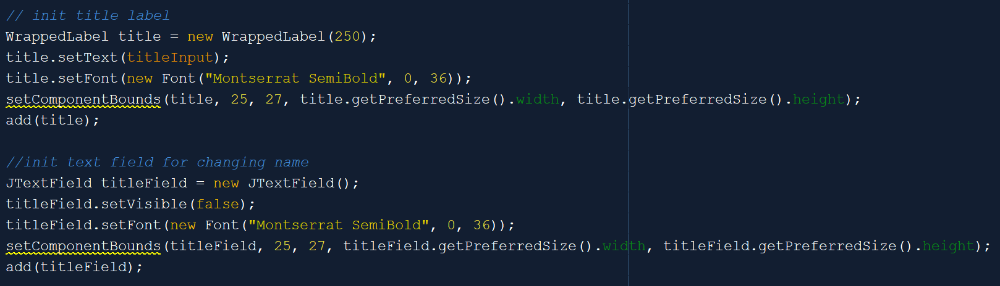 // init title label
WrappedLabel title = new WrappedLabel(250);
title.setText(titleInput);
title.setFont(new Font("Montserrat SemiBold", 0, 36));
setComponentBounds(title, 25, 27, title.getPreferredSize().width, title.getPreferredSize().height);
add(title);

//init text field for changing name
JTextField titleField = new JTextField();
titleField.setVisible(false);
titleField.setFont(new Font("Montserrat SemiBold", 0, 36));
setComponentBounds(titleField, 25, 27, titleField.getPreferredSize().width, titleField.getPreferredSize().height);
add(titleField);